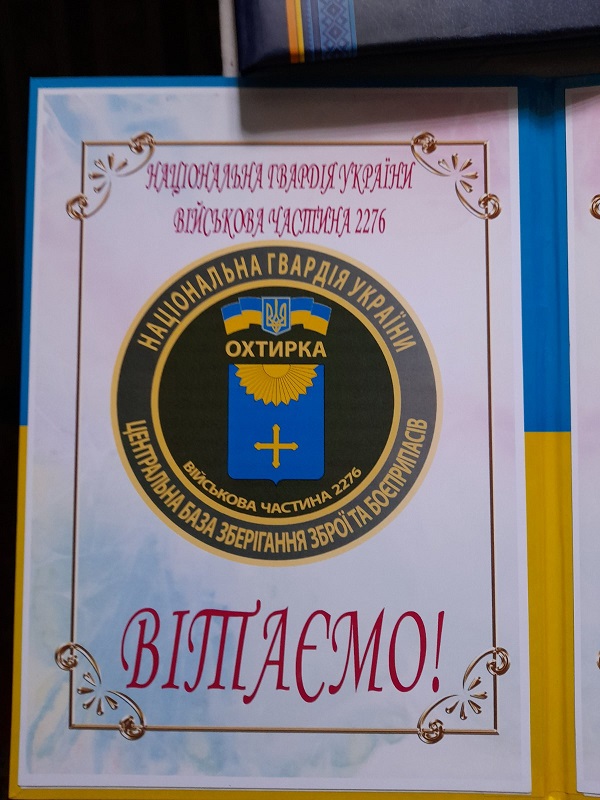 НАЦІОНАЛЬНА ГВАРДІЯ УКРАЇНИ
ВІЙСЬКОВА ЧАСТИНА 2276
НАЦІОНАЛЬНА ГВАРДІЯ УКРАЇНИ
ОХТИРКА
ВІЙСЬКОВА ЧАСТИНА 2276
ЦЕНТРАЛЬНА БАЗА ЗБЕРІГАННЯ ЗБРОЇ ТА БОЄПРИПАСІВ
ВІТАЄМО!